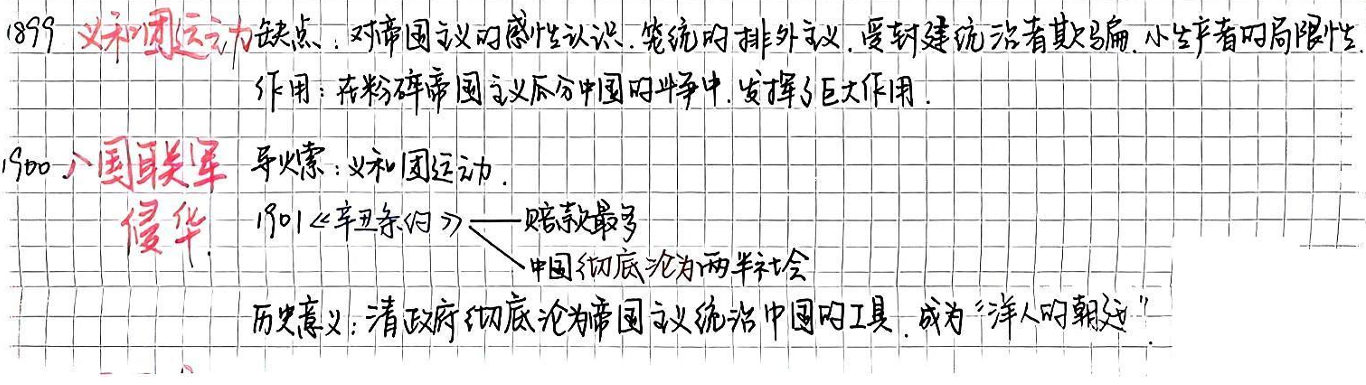 1899 义和团运动 缺点：对帝国主义的感性认识.笼统的排外主义.受封建统治者欺骗.小生产者的局限性.
作用：在粉碎帝国主义瓜分中国的斗争中.发挥了巨大作用.
1900 八国联军 导火索：义和团运动.
侵华. 1901《辛丑条约》 赔款最多
中国彻底沦为两半社会
历史意义：清政府彻底沦为帝国主义统治中国的工具.成为“洋人的朝廷”.